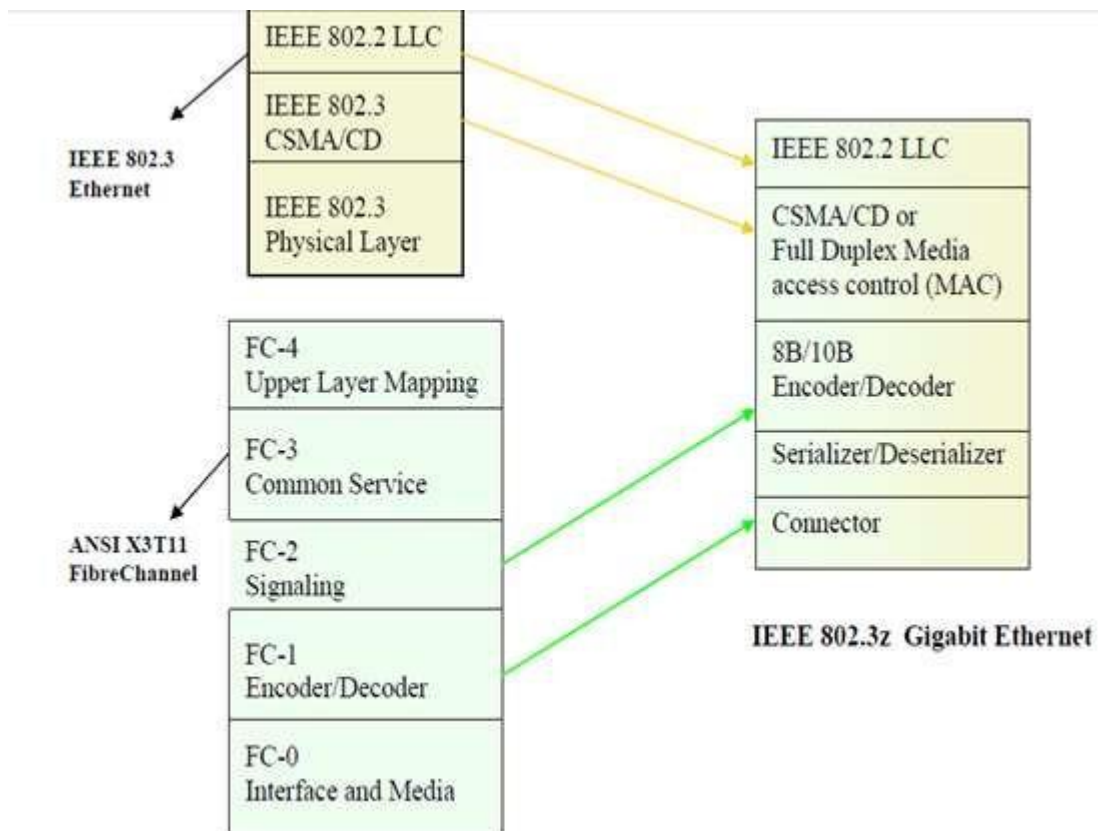 IEEE 802.2 LLC
IEEE 802.3
CSMA/CD
IEEE 802.3
Physical Layer
IEEE 802.3
Ethernet
FC-4
Upper Layer Mapping
FC-3
Common Service
FC-2
Signaling
FC-1
Encoder/Decoder
FC-0
Interface and Media
ANSI X3T11
FibreChannel
IEEE 802.2 LLC
CSMA/CD or
Full Duplex Media
access control (MAC)
8B/10B
Encoder/Decoder
Serializer/Deserializer
Connector
IEEE 802.3z Gigabit Ethernet